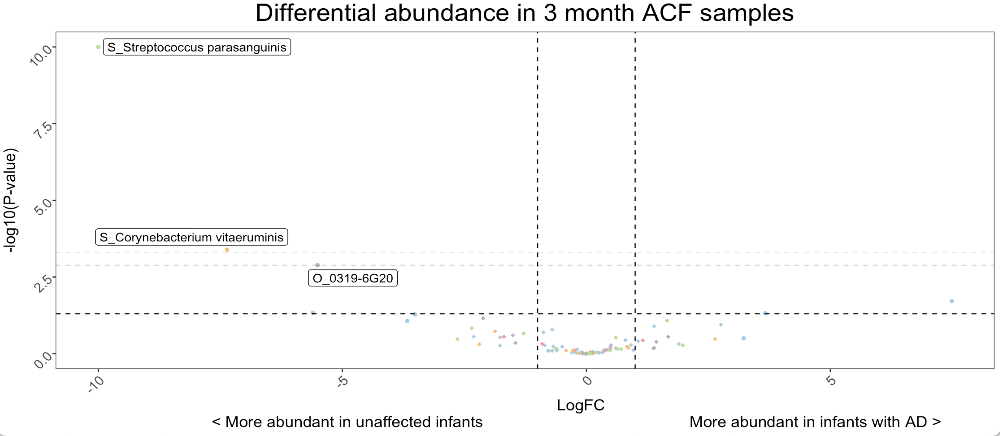 Differential abundance in 3 month ACF samples
10.0
S_Streptococcus parasanguinis
7.5
-log10(P-value)
5.0
S_Corynebacterium vitaeruminis
2.5
O_0319-6G20
0.0
-10
-5
0
5
LogFC
< More abundant in unaffected infants
More abundant in infants with AD >